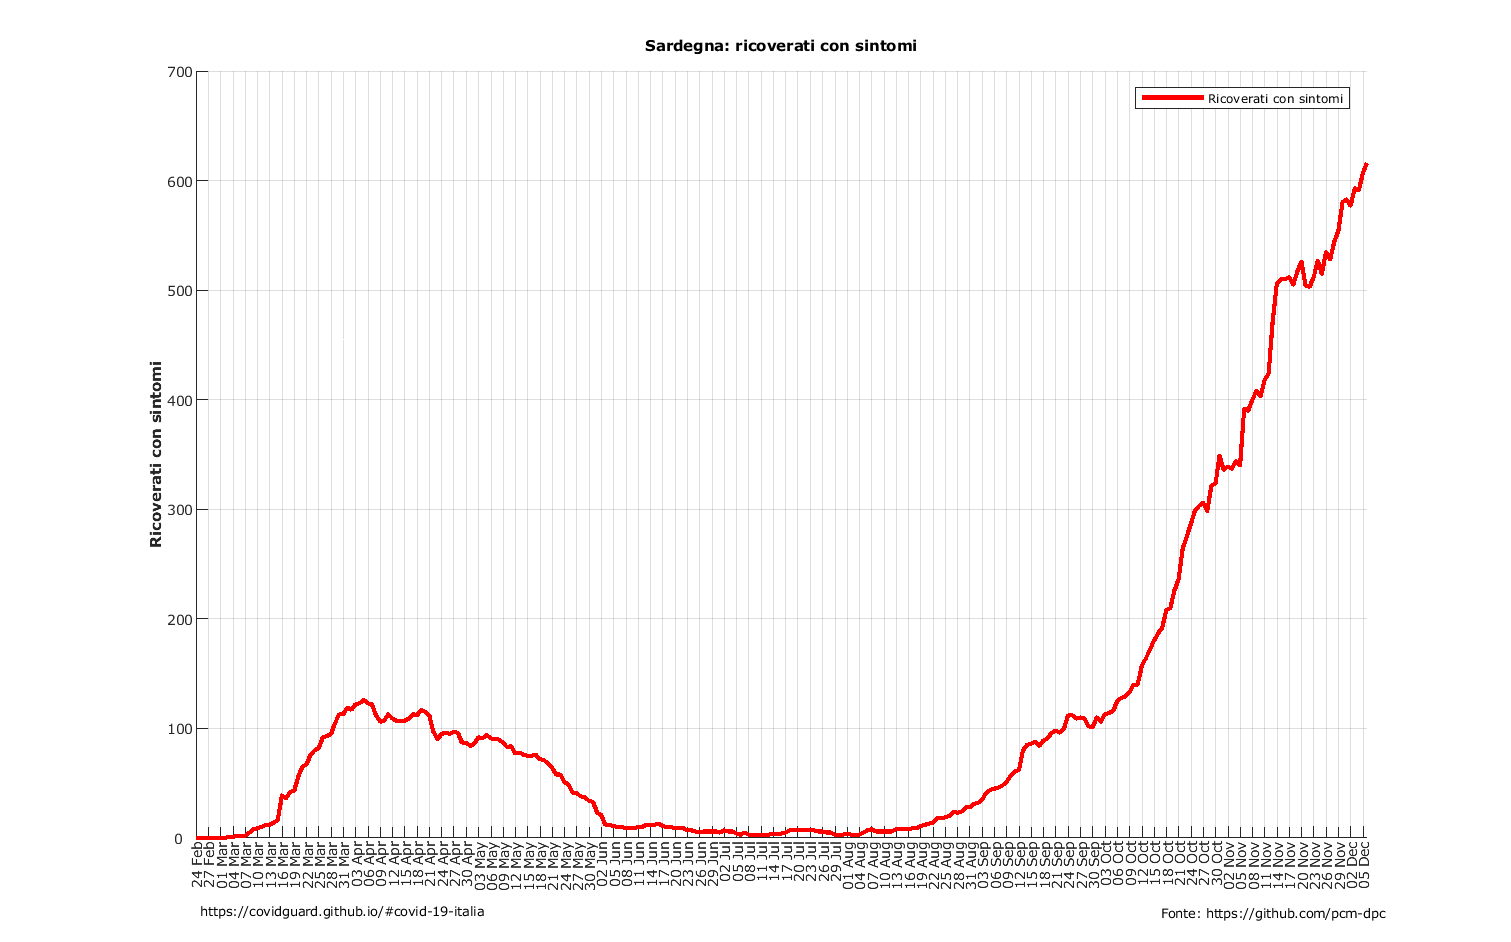 Sardegna: ricoverati con sintomi
Ricoverati con sintomi
Ricoverati con sintomi
700
600
500
400
300
200
100
0
24 Feb
27 Feb
01 Mar
04 Mar
07 Mar
10 Mar
13 Mar
16 Mar
19 Mar
22 Mar
25 Mar
28 Mar
31 Mar
03 Apr
06 Apr
09 Apr
12 Apr
15 Apr
18 Apr
21 Apr
24 Apr
27 Apr
30 Apr
03 May
06 May
09 May
12 May
15 May
18 May
21 May
24 May
27 May
30 May
02 Jun
05 Jun
08 Jun
11 Jun
14 Jun
17 Jun
20 Jun
23 Jun
26 Jun
29 Jun
02 Jul
05 Jul
08 Jul
11 Jul
14 Jul
17 Jul
20 Jul
23 Jul
26 Jul
29 Jul
01 Aug
04 Aug
07 Aug
10 Aug
13 Aug
16 Aug
19 Aug
22 Aug
25 Aug
28 Aug
31 Aug
03 Sep
06 Sep
09 Sep
12 Sep
15 Sep
18 Sep
21 Sep
24 Sep
27 Sep
30 Sep
03 Oct
06 Oct
09 Oct
12 Oct
15 Oct
18 Oct
21 Oct
24 Oct
27 Oct
30 Oct
02 Nov
05 Nov
08 Nov
11 Nov
14 Nov
17 Nov
20 Nov
23 Nov
26 Nov
29 Nov
02 Dec
05 Dec
https://covidguard.github.io/#covid-19-italia
Fonte: https://github.com/pcm-dpc